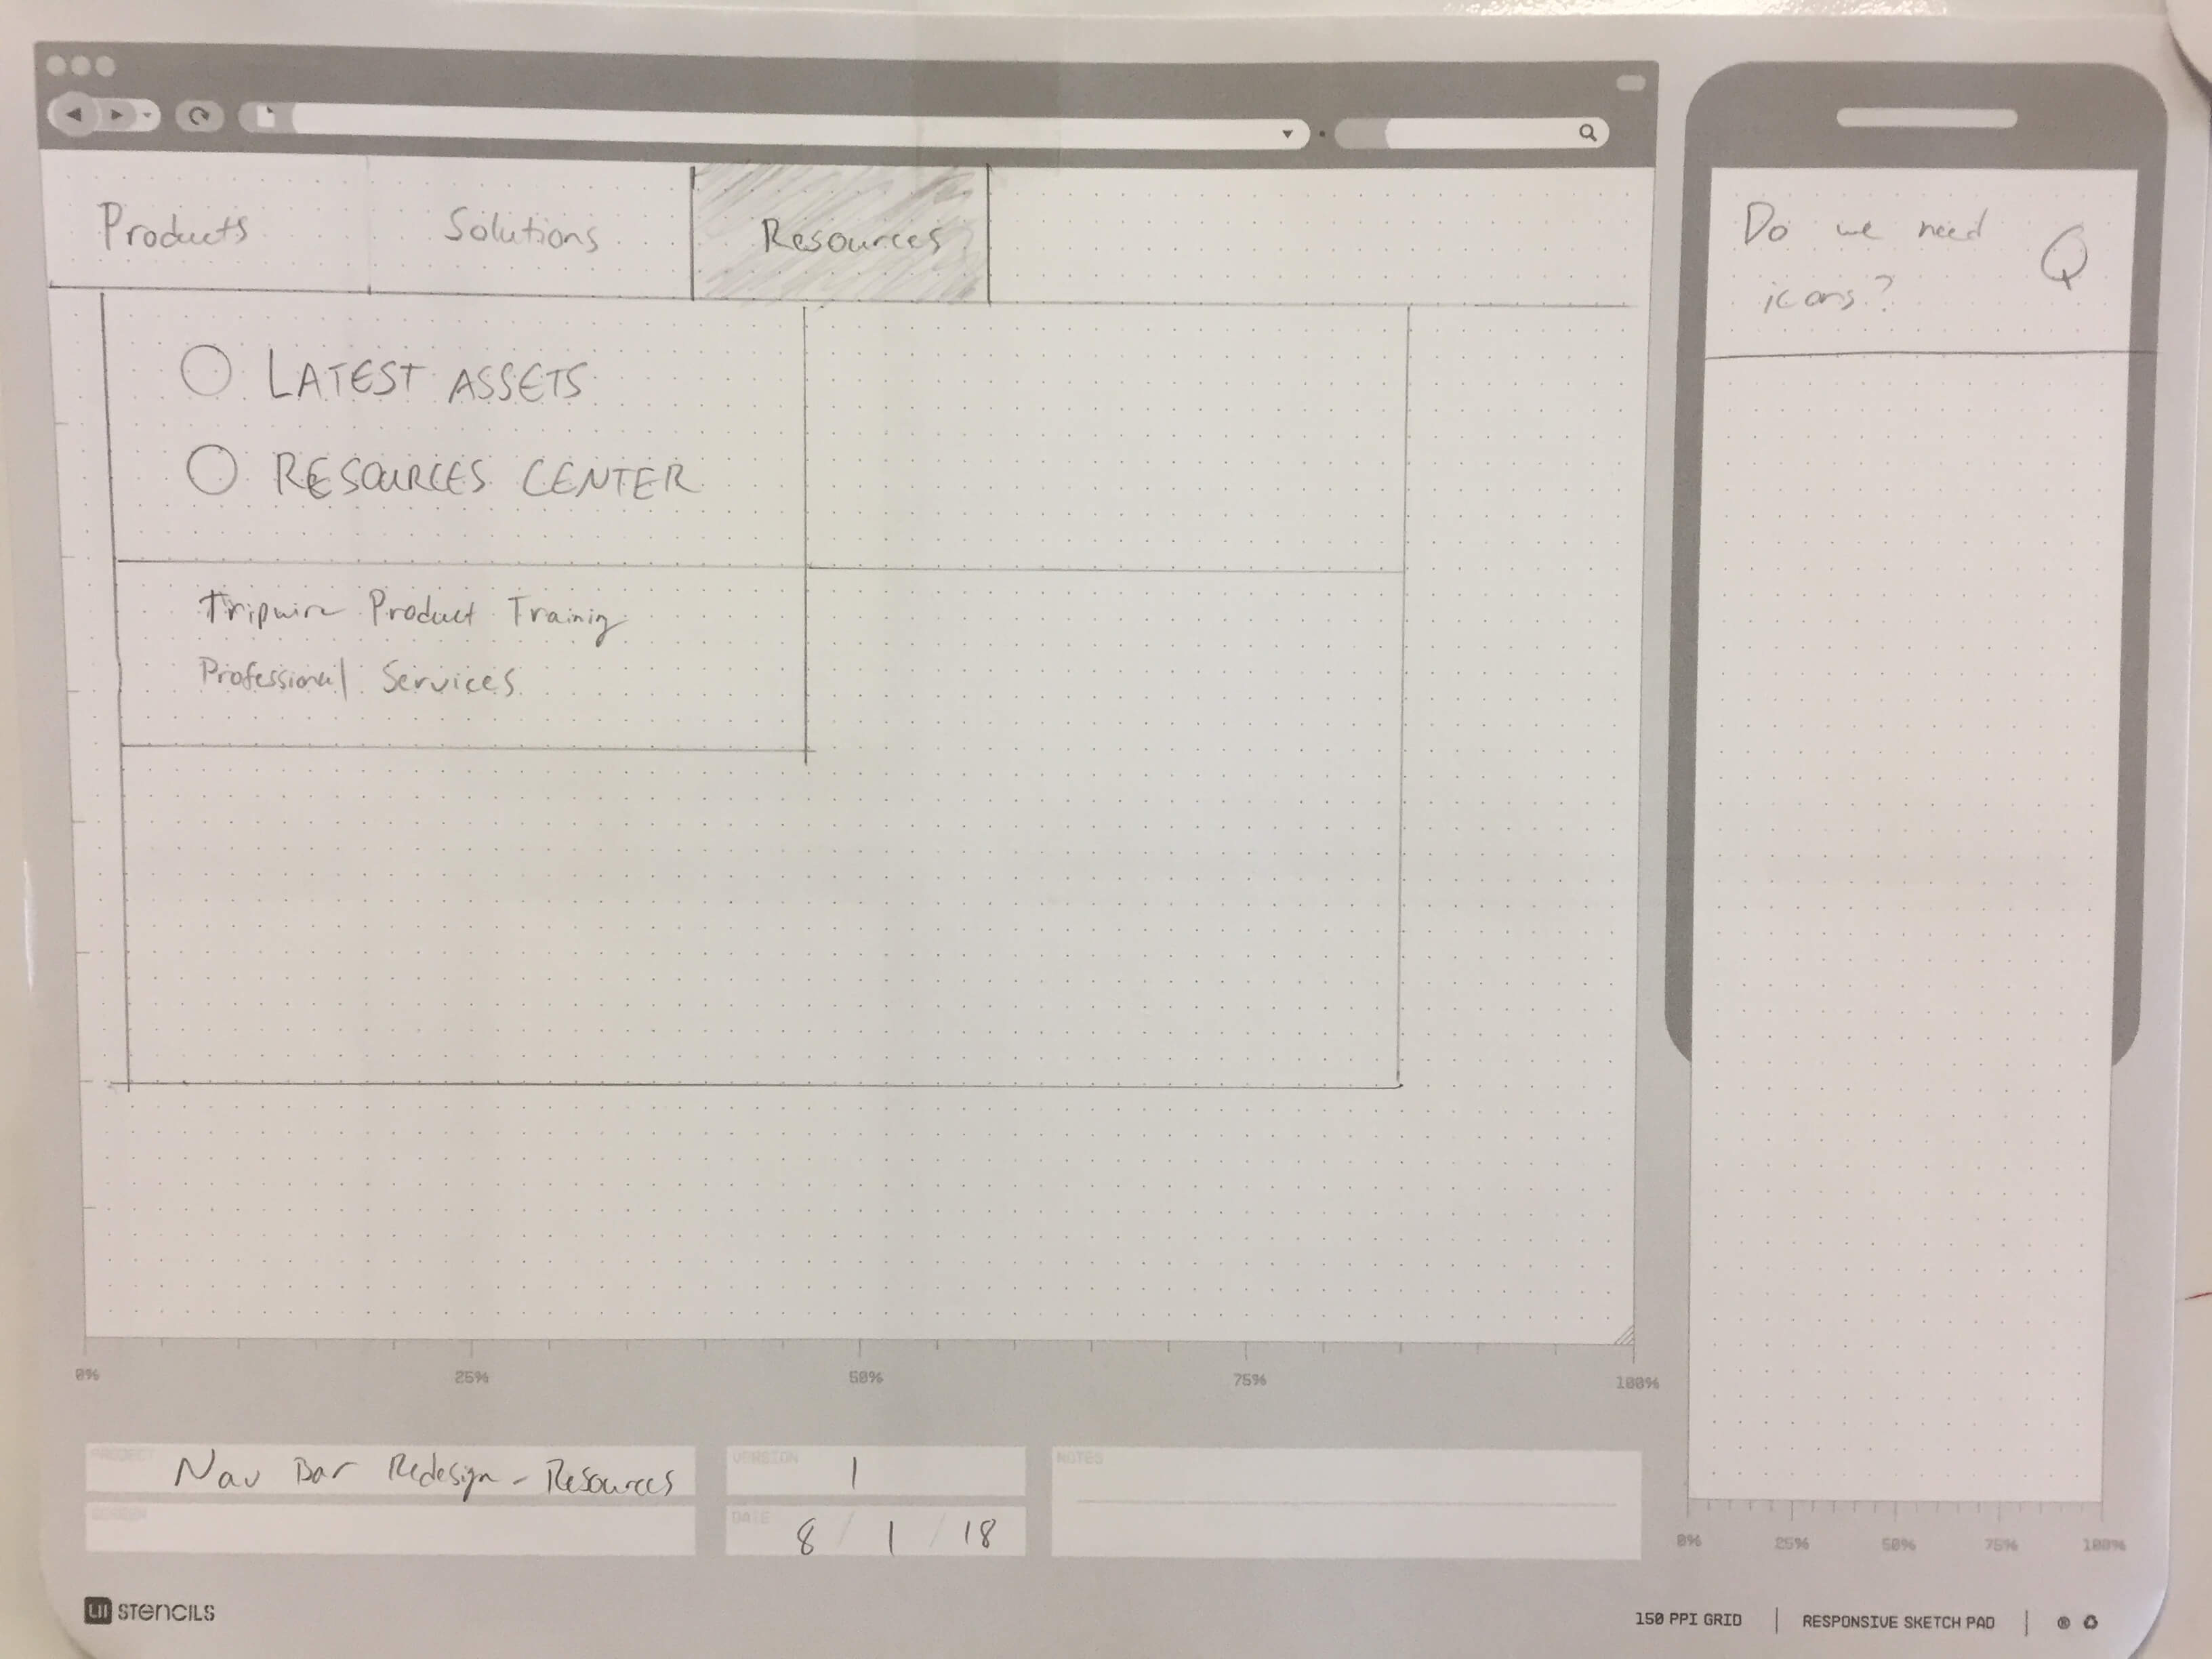 Products Solutions Resources
LATEST ASSETS
RESOURCES CENTER
Tripwire Product Training
Professional Services
Do we need Q
icons?
0% 25% 50% 75% 100%
PROJECT Nav Bar Redesign - Resources
SCREEN
VERSION 1
DATE 8 / 1 / 18
NOTES
0% 25% 50% 75% 100%
UI STENCILS
150 PPI GRID | RESPONSIVE SKETCH PAD |